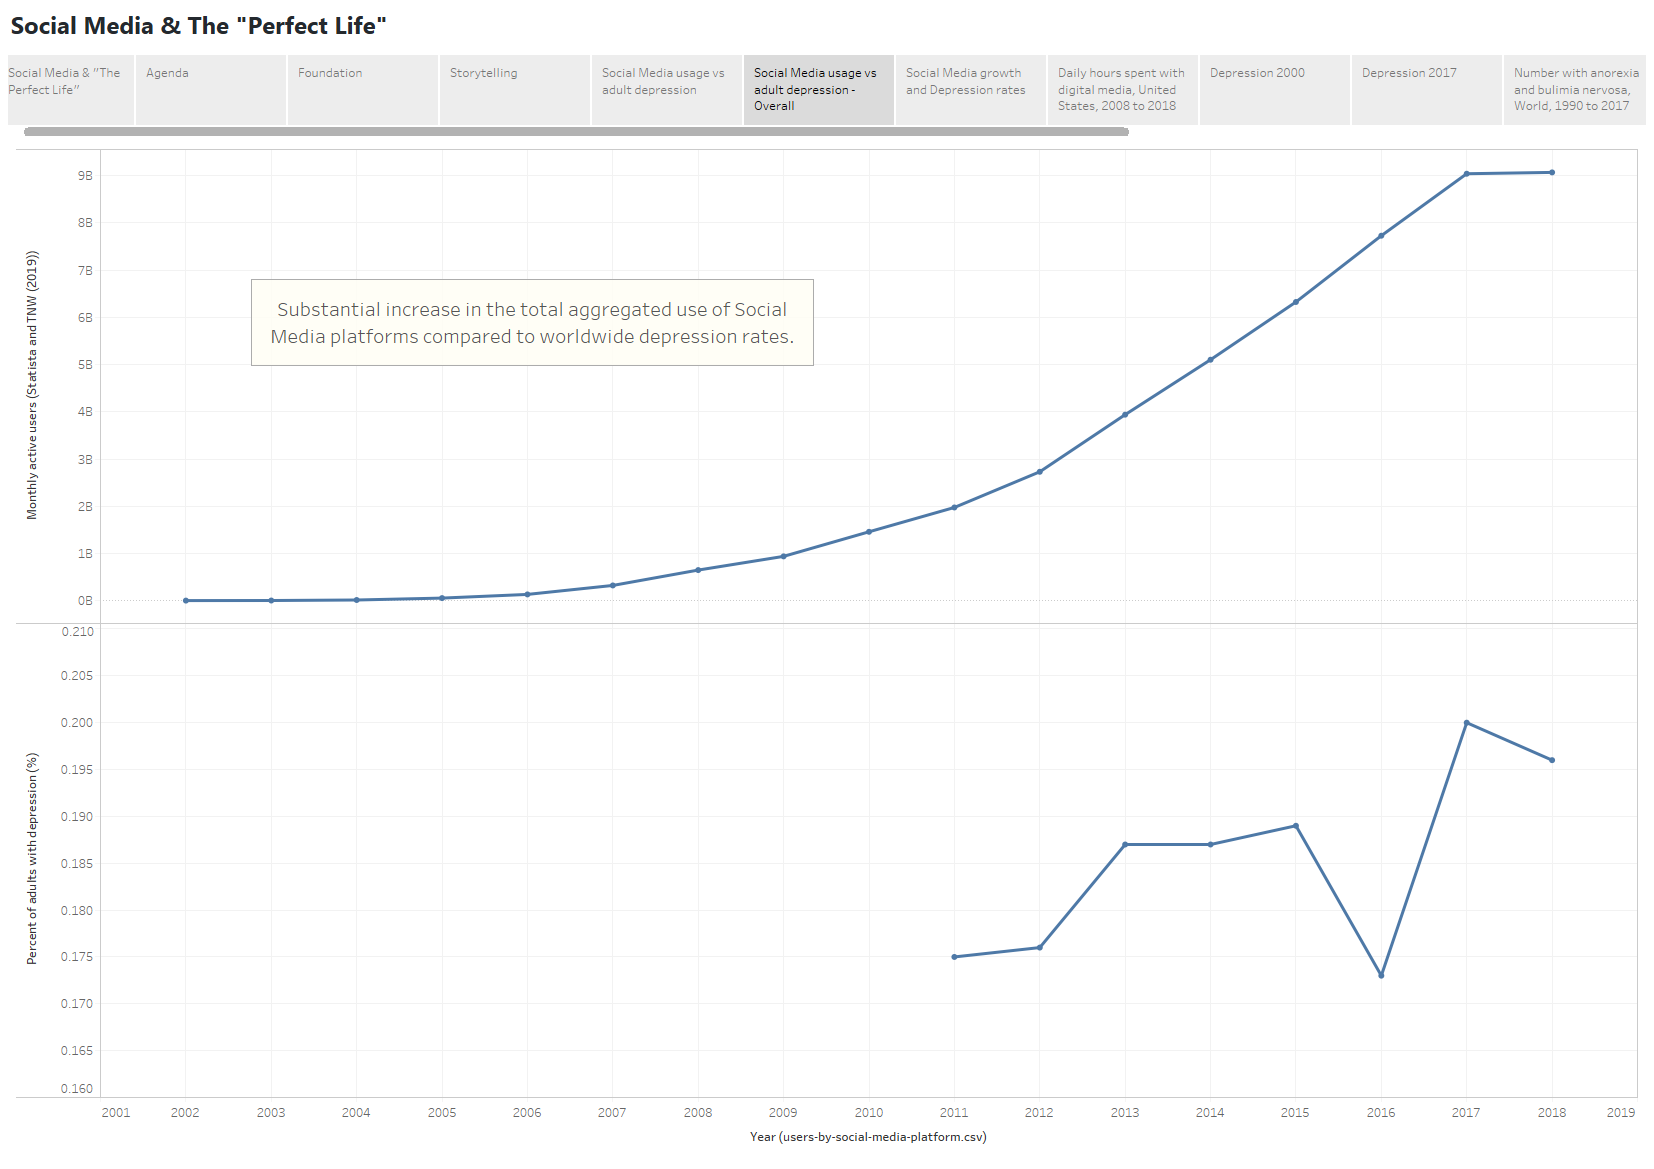 Social Media & The "Perfect Life"
Social Media & "The
Perfect Life"
Agenda
Foundation
Storytelling
Social Media usage vs
adult depression
Social Media usage vs
adult depression -
Overall
Social Media growth
and Depression rates
Daily hours spent with
digital media, United
States, 2008 to 2018
Depression 2000
Depression 2017
Number with anorexia
and bulimia nervosa,
World, 1990 to 2017
Monthly active users (Statista and TNW (2019))
9B
8B
7B
6B
5B
4B
3B
2B
1B
0B
Substantial increase in the total aggregated use of Social
Media platforms compared to worldwide depression rates.
Percent of adults with depression (%)
0.210
0.205
0.200
0.195
0.190
0.185
0.180
0.175
0.170
0.165
0.160
2001 2002 2003 2004 2005 2006 2007 2008 2009 2010 2011 2012 2013 2014 2015 2016 2017 2018 2019
Year (users-by-social-media-platform.csv)